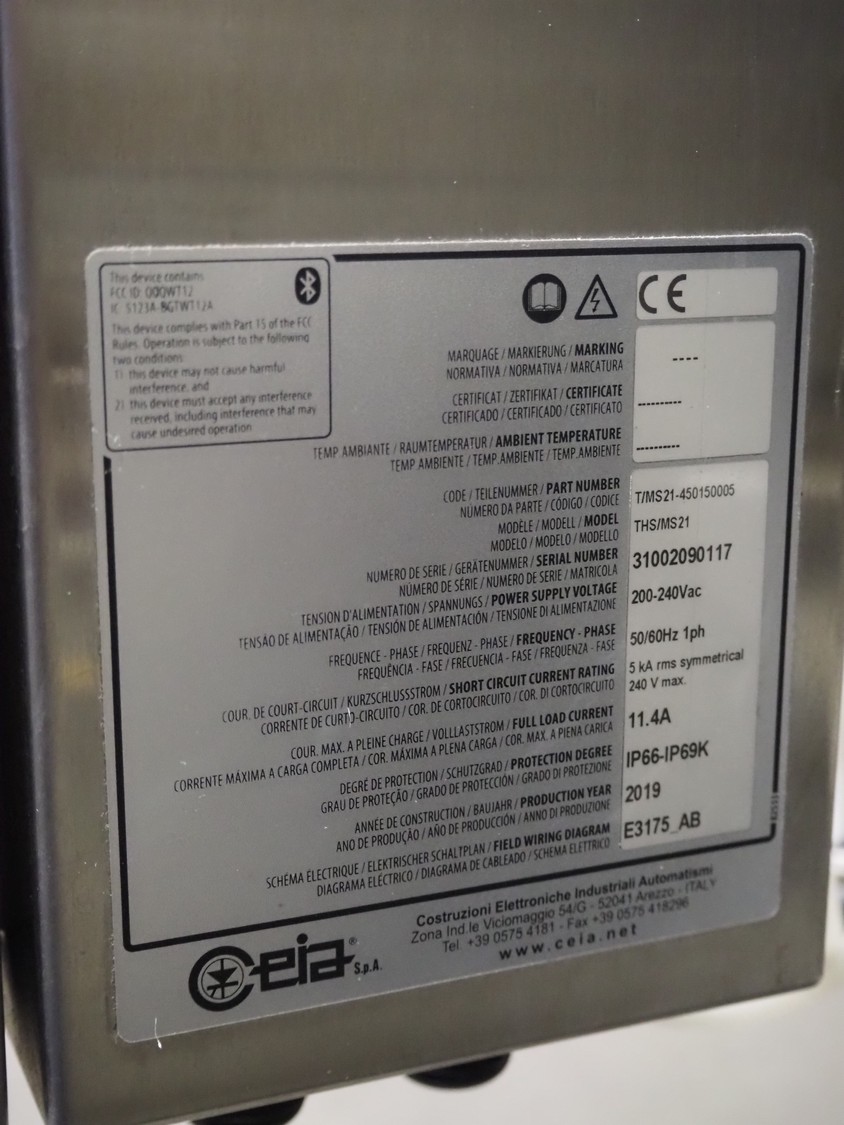 This device contains
FCC ID: QOQWT12
IC: 5123A-BGTWT12A
This device complies with Part 15 of the FCC
Rules. Operation is subject to the following
two conditions:
1) this device may not cause harmful
interference, and
2) this device must accept any interference
received, including interference that may
cause undesired operation
CE
MARQUAGE / MARKIERUNG / MARKING
NORMATIVA / NORMATIVA / MARCATURA
----
CERTIFICAT / ZERTIFIKAT / CERTIFICATE
CERTIFICADO / CERTIFICADO / CERTIFICATO
----------
TEMP.AMBIANTE / RAUMTEMPERATUR / AMBIENT TEMPERATURE
TEMP.AMBIENTE / TEMP.AMBIENTE / TEMP.AMBIENTE
----------
CODE / TEILENUMMER / PART NUMBER
NÚMERO DA PARTE / CÓDIGO / CODICE
T/MS21-450150005
MODÈLE / MODELL / MODEL
MODELO / MODELO / MODELLO
THS/MS21
NUMERO DE SERIE / GERÄTENUMMER / SERIAL NUMBER
NÚMERO DE SÉRIE / NUMERO DE SERIE / MATRICOLA
31002090117
TENSION D'ALIMENTATION / SPANNUNGS / POWER SUPPLY VOLTAGE
TENSÃO DE ALIMENTAÇÃO / TENSIÓN DE ALIMENTACIÓN / TENSIONE DI ALIMENTAZIONE
200-240Vac
FREQUENCE - PHASE / FREQUENZ - PHASE / FREQUENCY - PHASE
FREQUÊNCIA - FASE / FRECUENCIA - FASE / FREQUENZA - FASE
50/60Hz 1ph
COUR. DE COURT-CIRCUIT / KURZSCHLUSSSTROM / SHORT CIRCUIT CURRENT RATING
CORRENTE DE CURTO-CIRCUITO / COR. DE CORTOCIRCUITO / COR. DI CORTOCIRCUITO
5 kA rms symmetrical
240 V max.
COUR. MAX. A PLEINE CHARGE / VOLLLASTSTROM / FULL LOAD CURRENT
CORRENTE MÁXIMA A CARGA COMPLETA / COR. MÁXIMA A PLENA CARGA / COR. MAX. A PIENA CARICA
11.4A
DEGRÉ DE PROTECTION / SCHUTZGRAD / PROTECTION DEGREE
GRAU DE PROTEÇÃO / GRADO DE PROTECCIÓN / GRADO DI PROTEZIONE
IP66-IP69K
ANNÉE DE CONSTRUCTION / BAUJAHR / PRODUCTION YEAR
ANO DE PRODUÇÃO / AÑO DE PRODUCCIÓN / ANNO DI PRODUZIONE
2019
SCHÉMA ÉLECTRIQUE / ELEKTRISCHER SCHALTPLAN / FIELD WIRING DIAGRAM
DIAGRAMA ELÉCTRICO / DIAGRAMA DE CABLEADO / SCHEMA ELETTRICO
E3175_AB
Ceia® S.p.A.
Costruzioni Elettroniche Industriali Automatismi
Zona Ind.le Viciomaggio 54/G - 52041 Arezzo - ITALY
Tel. +39 0575 4181 - Fax +39 0575 418296
www.ceia.net